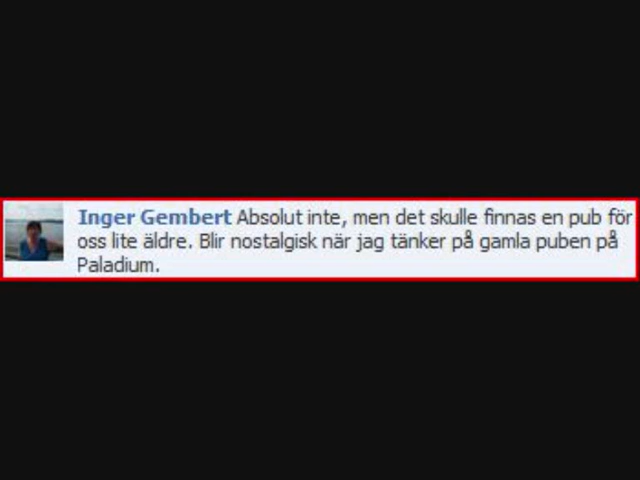 Inger Gembert Absolut inte, men det skulle finnas en pub för
oss lite äldre. Blir nostalgisk när jag tänker på gamla puben på
Paladium.